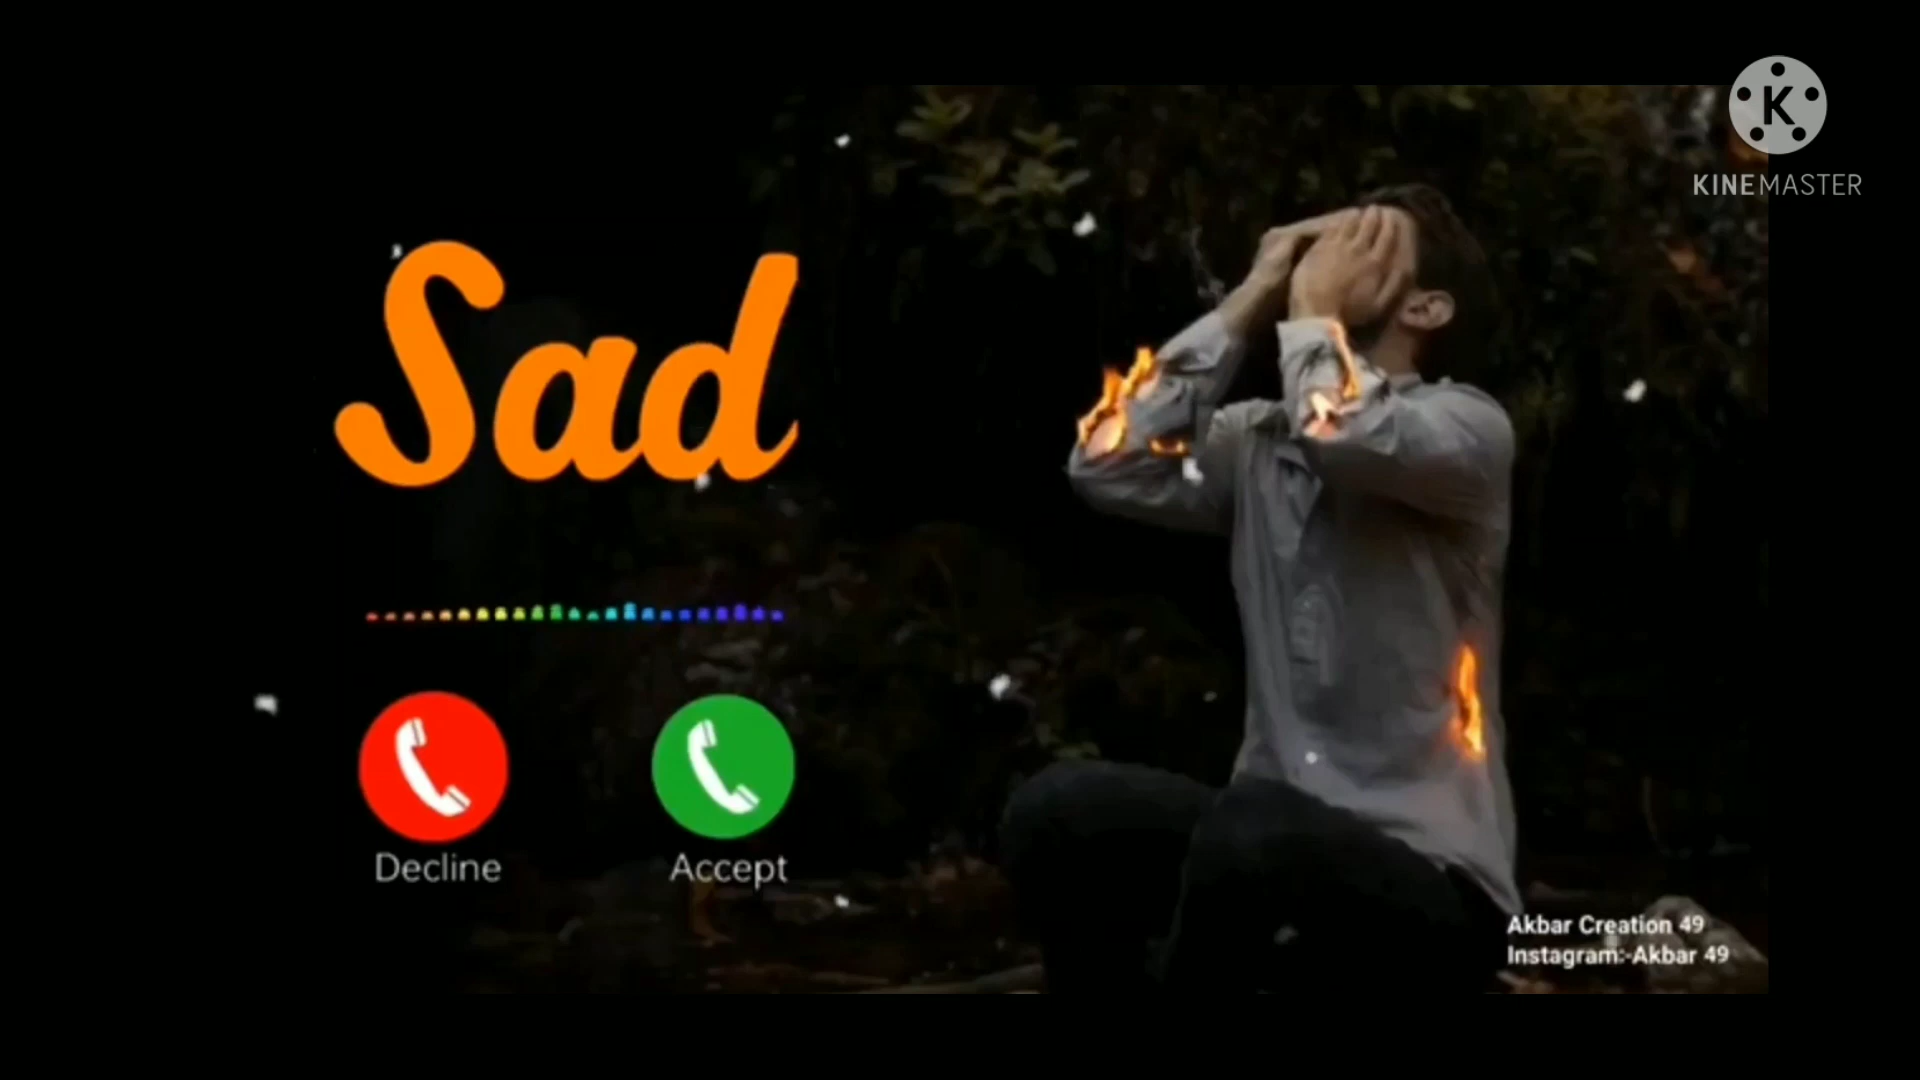 K
KINEMASTER
Sad
Decline
Accept
Akbar Creation 49
Instagram:-Akbar 49